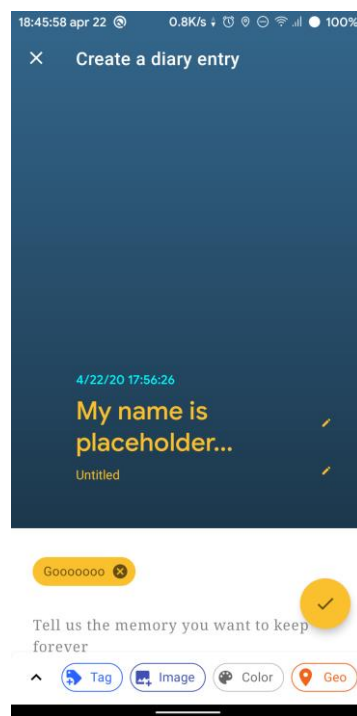 18:45:58 apr 22 0.8K/s 100%
Create a diary entry
4/22/20 17:56:26
My name is
placeholder...
Untitled
Gooooooo
Tell us the memory you want to keep
forever
Tag Image Color Geo